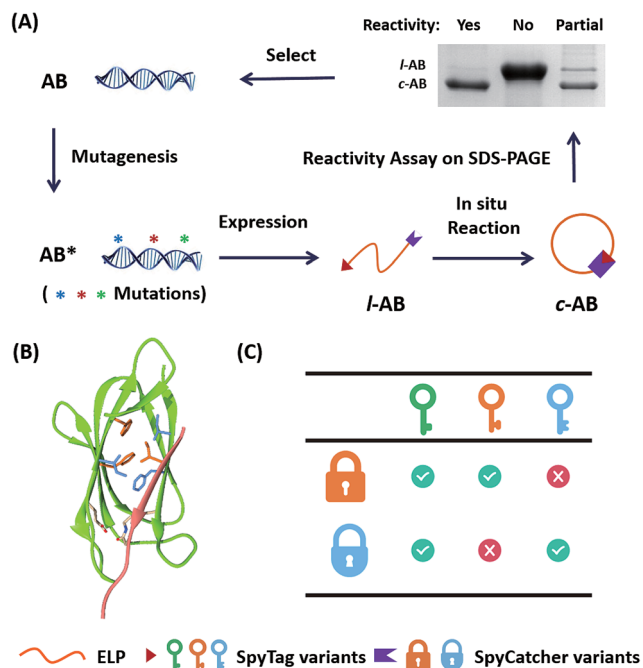 (A)
Reactivity: Yes No Partial
l-AB
c-AB
Select
AB
Mutagenesis
Reactivity Assay on SDS-PAGE
Expression
In situ
Reaction
AB*
( * * * Mutations)
l-AB
c-AB
(B)
(C)
ELP
SpyTag variants
SpyCatcher variants